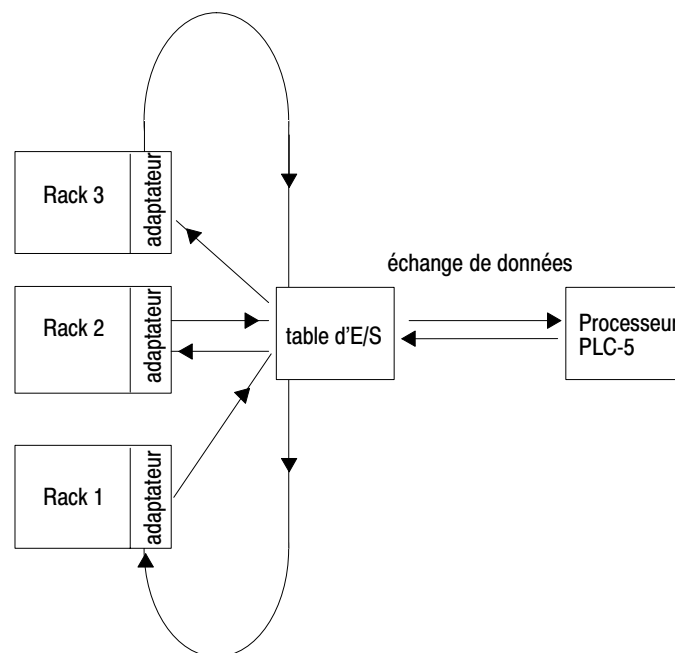 Rack 3
adaptateur
échange de données
Rack 2
adaptateur
table d'E/S
Processeur
PLC-5
Rack 1
adaptateur